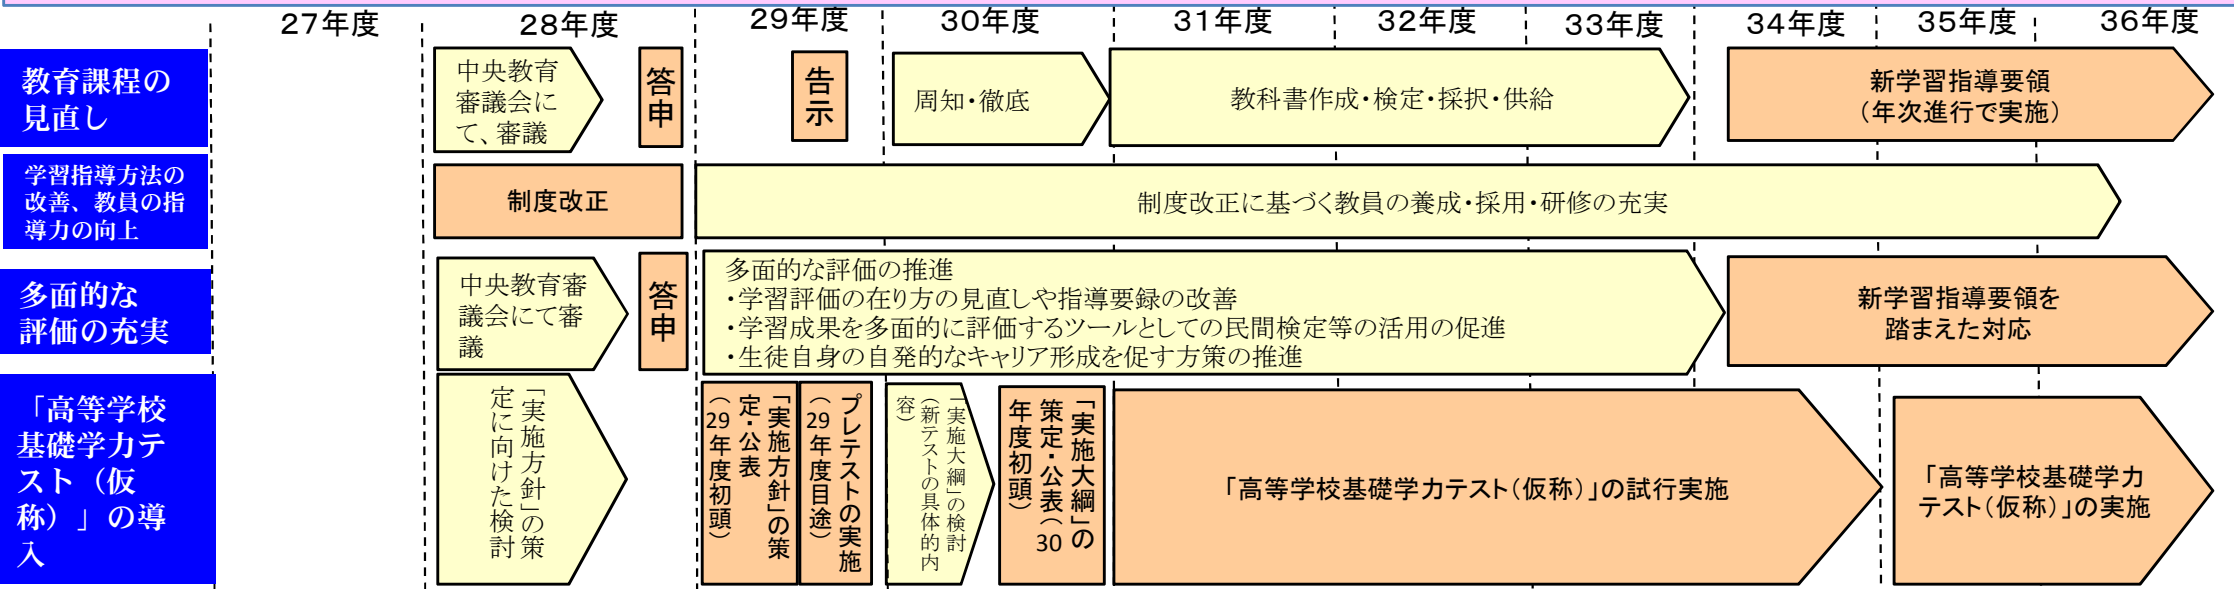 27年度
28年度
29年度
30年度
31年度
32年度
33年度
34年度
35年度
36年度
教育課程の
見直し
中央教育
審議会に
て、審議
答
申
告
示
周知・徹底
教科書作成・検定・採択・供給
新学習指導要領
(年次進行で実施)
学習指導方法の
改善、教員の指
導力の向上
制度改正
制度改正に基づく教員の養成・採用・研修の充実
多面的な
評価の充実
中央教育審
議会にて審
議
答
申
多面的な評価の推進
・学習評価の在り方の見直しや指導要録の改善
・学習成果を多面的に評価するツールとしての民間検定等の活用の促進
・生徒自身の自発的なキャリア形成を促す方策の推進
新学習指導要領を
踏まえた対応
「高等学校
基礎学力テ
スト（仮
称）」の導
入
「実施方針」の策
定に向けた検討
「実施方針」の策
定・公表
（29年度初頭）
プレテストの実施
（29年度目途）
「実施大綱」の検討
（新テストの具体的内
容）
「実施大綱」の
策定・公表（30
年度初頭）
「高等学校基礎学力テスト(仮称)」の試行実施
「高等学校基礎学力
テスト(仮称)」の実施